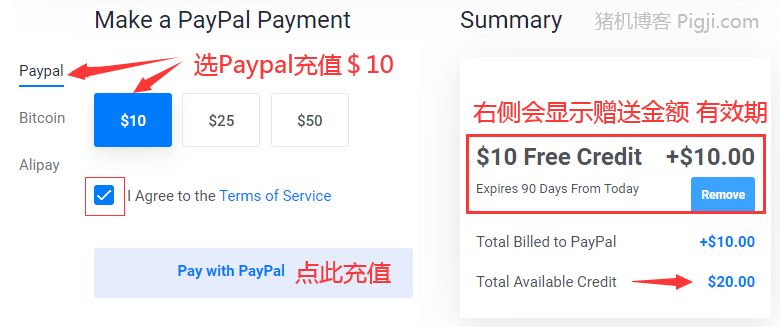 Make a PayPal Payment
Paypal
选Paypal充值＄10
Bitcoin
$10
$25
$50
Alipay
I Agree to the Terms of Service
Pay with PayPal
点此充值
Summary
猪机博客 Pigji.com
右侧会显示赠送金额 有效期
$10 Free Credit +$10.00
Expires 90 Days From Today
Remove
Total Billed to PayPal +$10.00
Total Available Credit $20.00